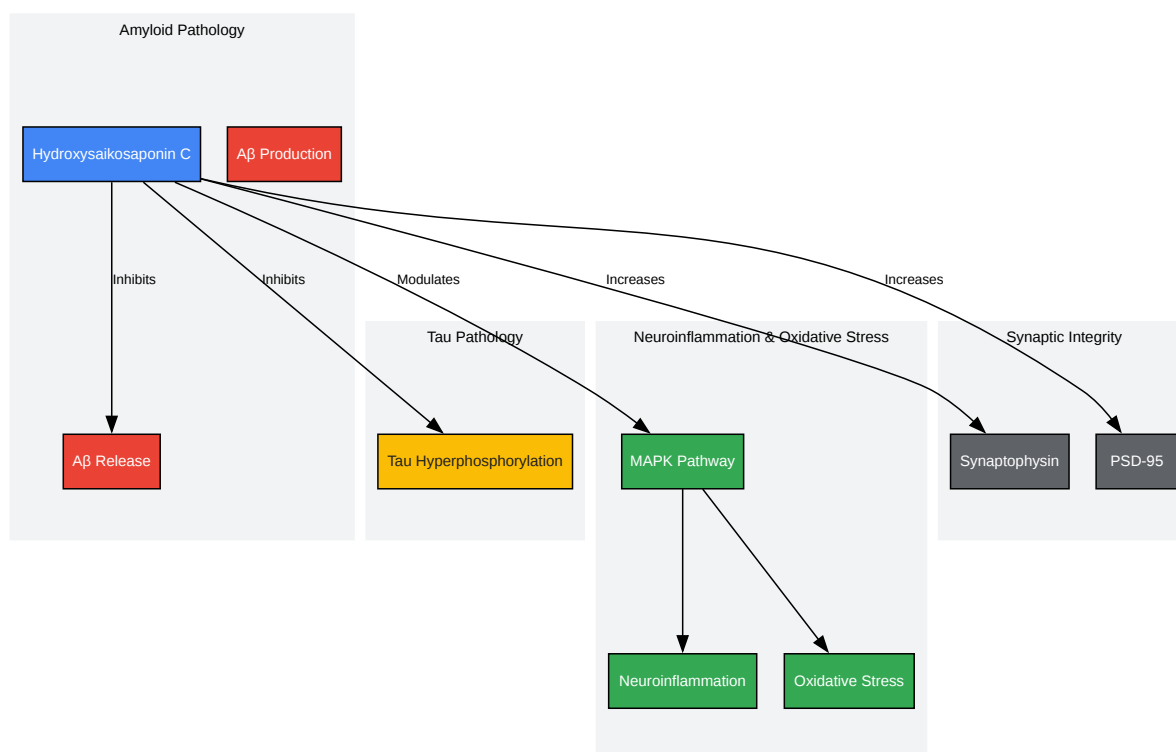 Amyloid Pathology
Hydroxysaikosaponin C
Aβ Production
Inhibits
Inhibits
Modulates
Increases
Increases
Tau Pathology
Neuroinflammation & Oxidative Stress
Synaptic Integrity
Aβ Release
Tau Hyperphosphorylation
MAPK Pathway
Synaptophysin
PSD-95
Neuroinflammation
Oxidative Stress